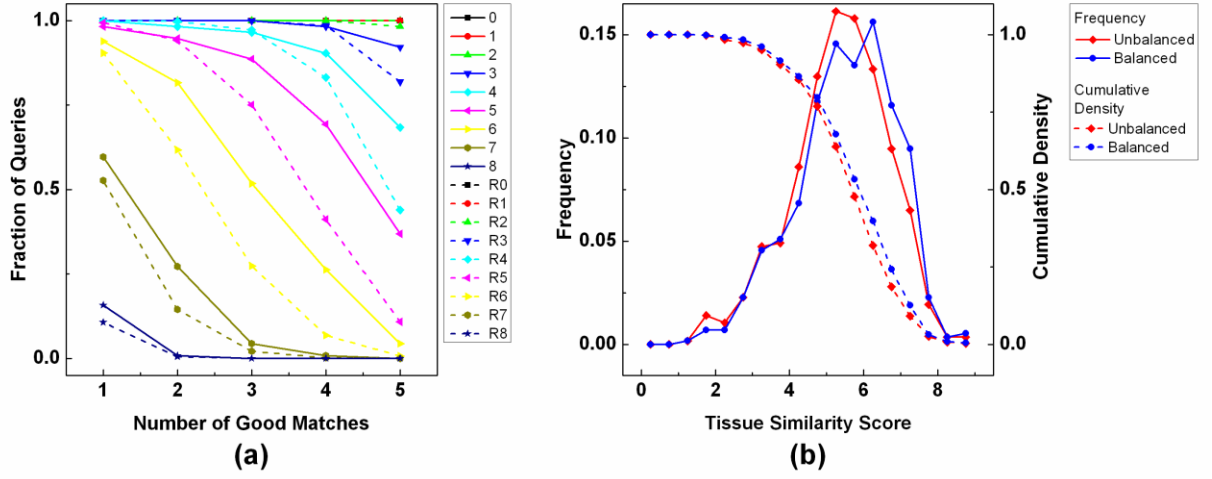 1.0
0.5
0.0
Fraction of Queries
1 2 3 4 5
Number of Good Matches
(a)
0
1
2
3
4
5
6
7
8
R0
R1
R2
R3
R4
R5
R6
R7
R8
0.15
0.10
0.05
0.00
Frequency
0 2 4 6 8
Tissue Similarity Score
(b)
1.0
0.5
0.0
Cumulative Density
Frequency
Unbalanced
Balanced
Cumulative
Density
Unbalanced
Balanced